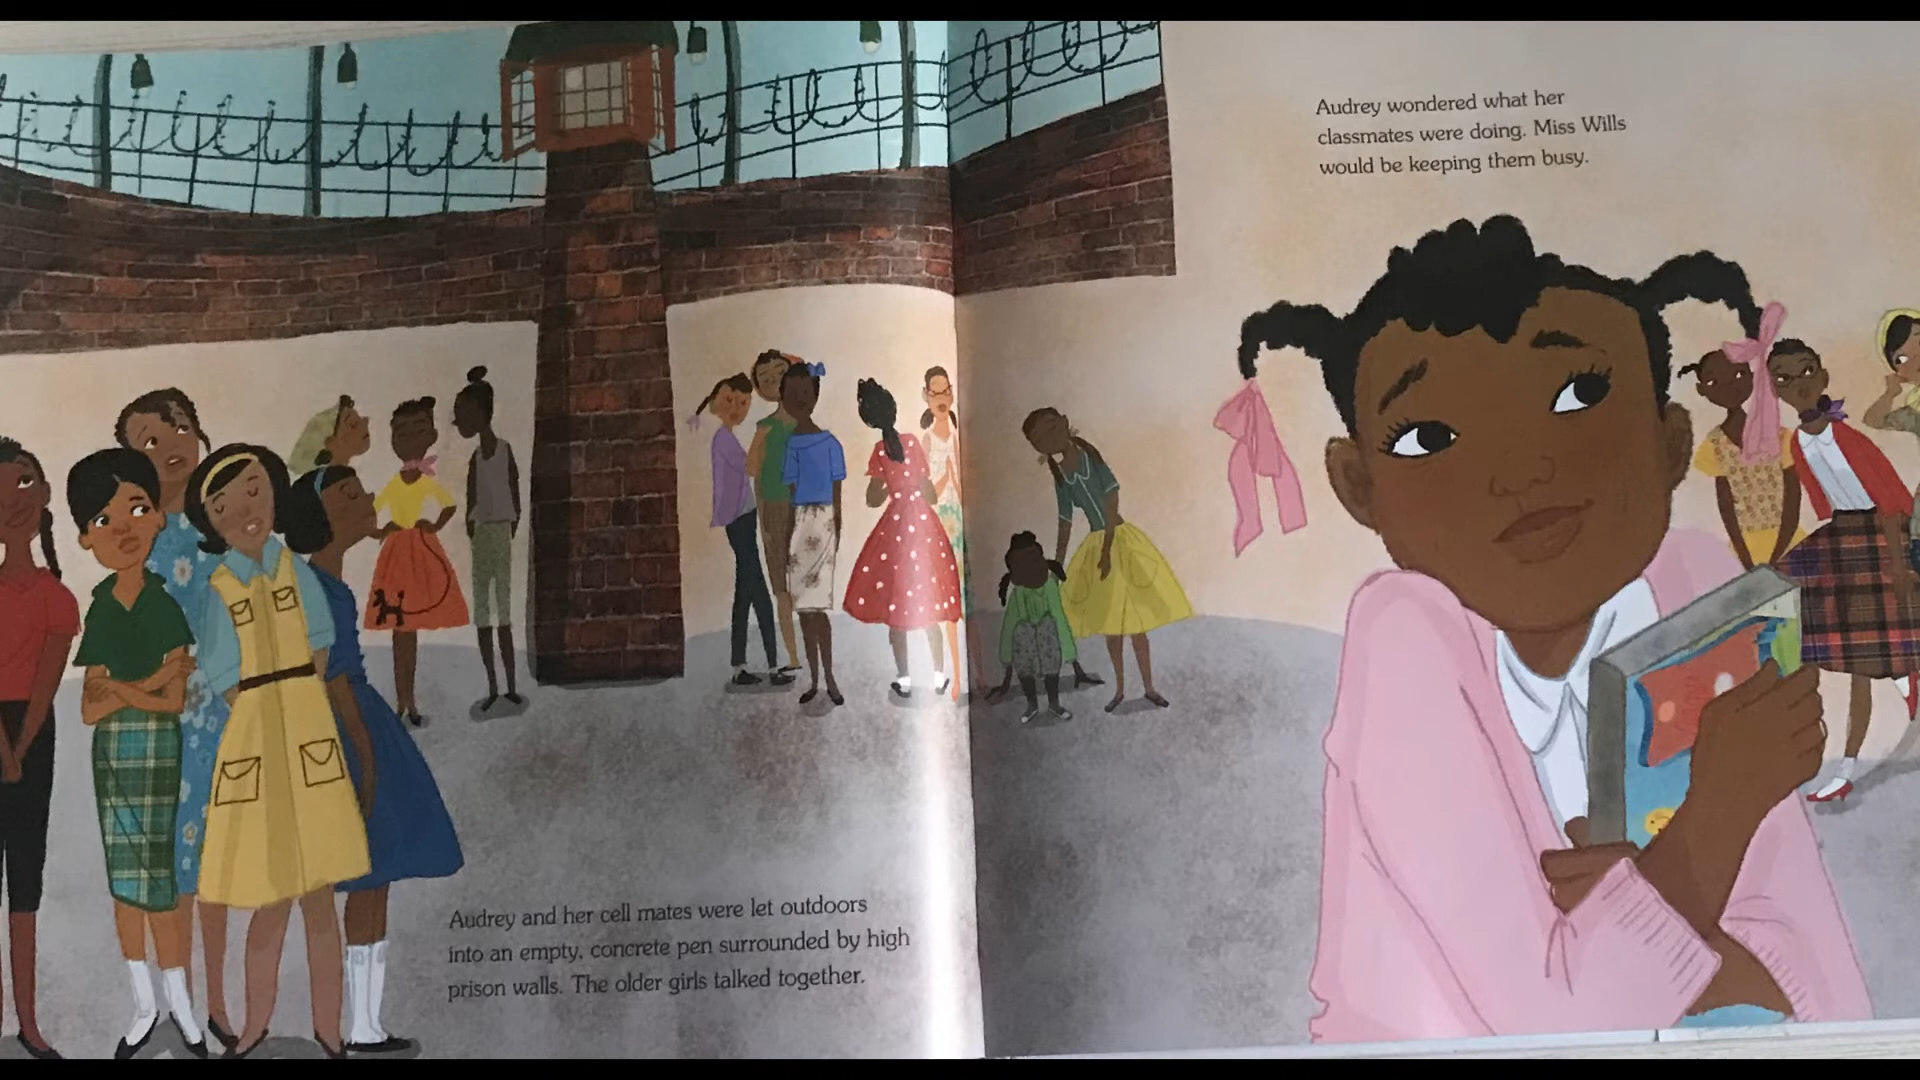 Audrey and her cell mates were let outdoors
into an empty, concrete pen surrounded by high
prison walls. The older girls talked together.
Audrey wondered what her
classmates were doing. Miss Wills
would be keeping them busy.